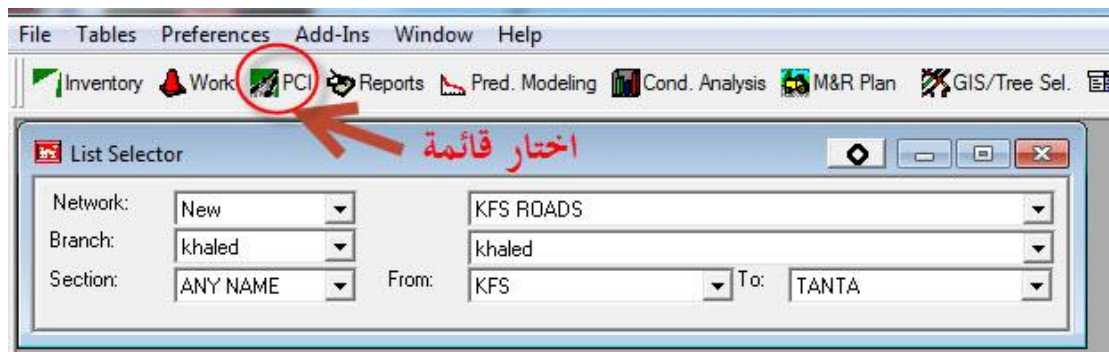 File Tables Preferences Add-Ins Window Help
Inventory Work PCI Reports Pred. Modeling Cond. Analysis M&R Plan GIS/Tree Sel.
List Selector اختار قائمة
Network: New KFS ROADS
Branch: khaled khaled
Section: ANY NAME From: KFS To: TANTA